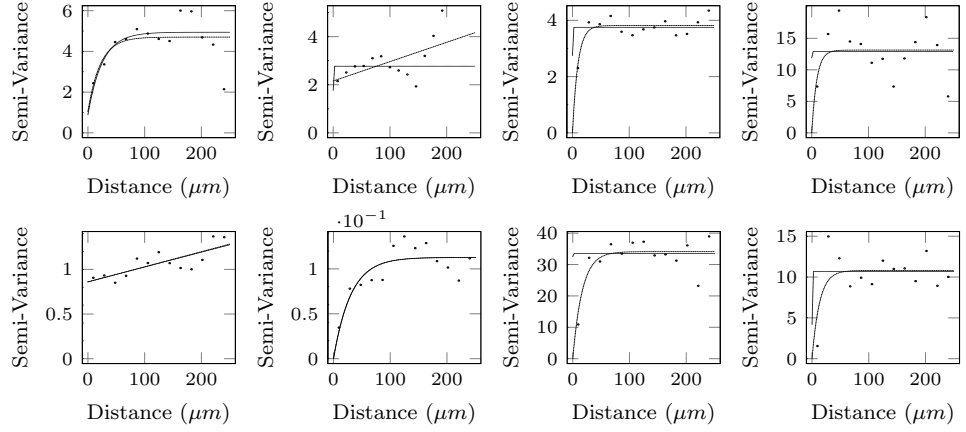 0 2 4 6 Semi-Variance 0 100 200 Distance (μm)
0 2 4 Semi-Variance 0 100 200 Distance (μm)
0 2 4 Semi-Variance 0 100 200 Distance (μm)
0 5 10 15 Semi-Variance 0 100 200 Distance (μm)
0 0.5 1 Semi-Variance 0 100 200 Distance (μm)
·10⁻¹ 0 0.5 1 Semi-Variance 0 100 200 Distance (μm)
0 10 20 30 40 Semi-Variance 0 100 200 Distance (μm)
0 5 10 15 Semi-Variance 0 100 200 Distance (μm)